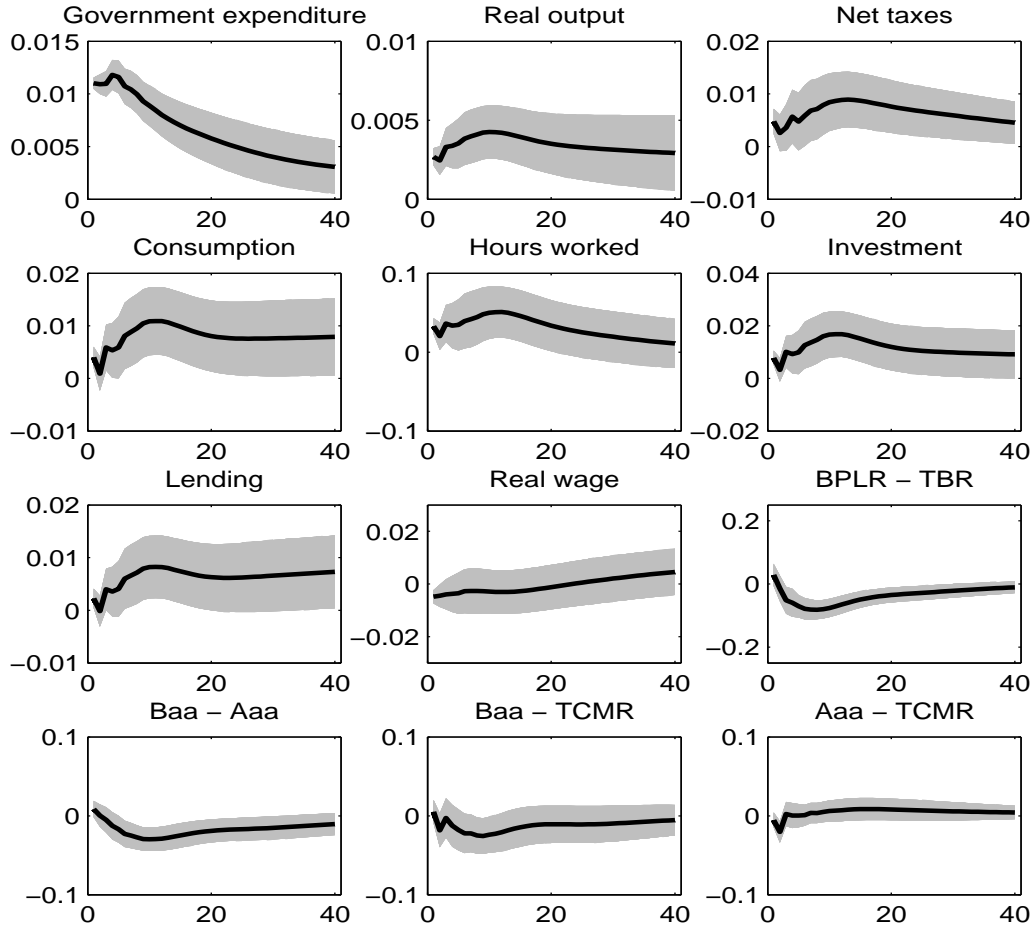 Government expenditure
0.015
0.01
0.005
0
0 20 40
Real output
0.01
0.005
0
0 20 40
Net taxes
0.02
0.01
0
−0.01
0 20 40
Consumption
0.02
0.01
0
−0.01
0 20 40
Hours worked
0.1
0
−0.1
0 20 40
Investment
0.04
0.02
0
−0.02
0 20 40
Lending
0.02
0.01
0
−0.01
0 20 40
Real wage
0.02
0
−0.02
0 20 40
BPLR − TBR
0.2
0
−0.2
0 20 40
Baa − Aaa
0.1
0
−0.1
0 20 40
Baa − TCMR
0.1
0
−0.1
0 20 40
Aaa − TCMR
0.1
0
−0.1
0 20 40